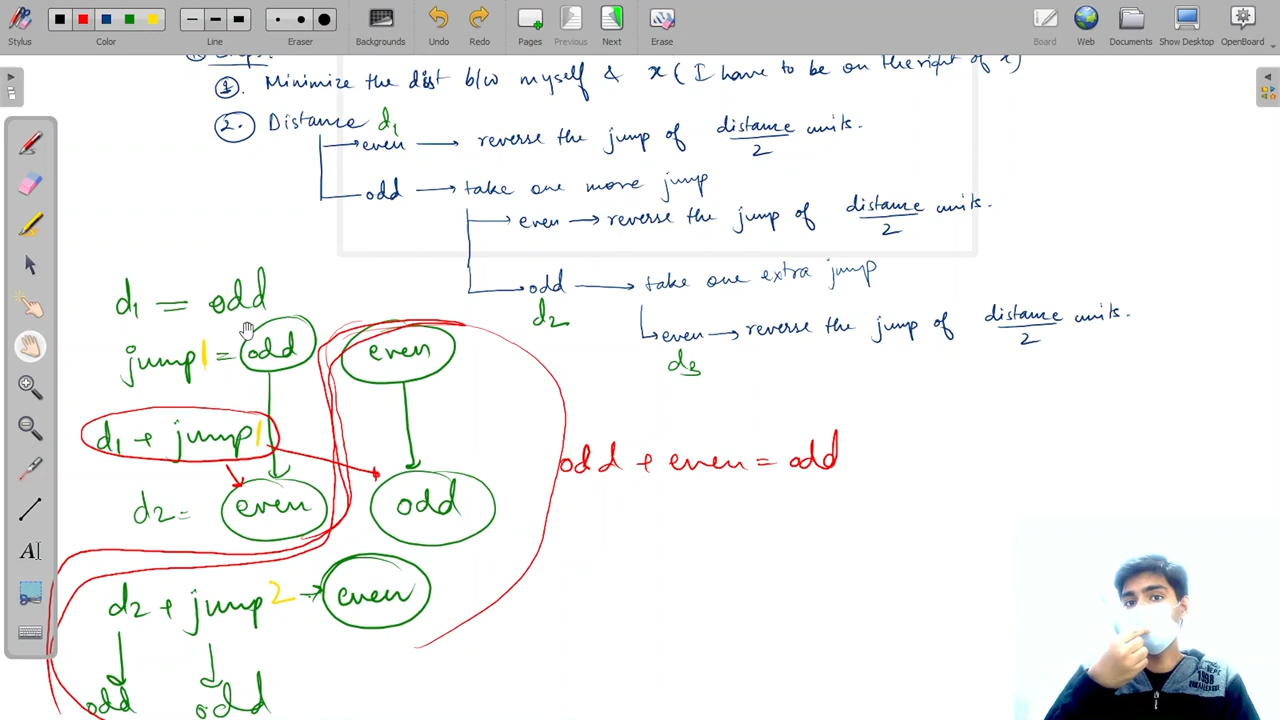 Stylus
Color
Line
Eraser
Backgrounds
Undo
Redo
Pages
Previous
Next
Erase
Board
Web
Documents
Show Desktop
OpenBoard
1. Minimize the dist b/w myself & x (I have to be on the right of x)
2. Distance d1
even → reverse the jump of distance/2 units.
odd → take one more jump
even → reverse the jump of distance/2 units.
odd → take one extra jump
d2
even → reverse the jump of distance/2 units.
d3
d1 = odd
jump1 = odd even
d1 + jump1
odd + even = odd
d2 = even odd
d2 + jump2 → even
odd odd
1998